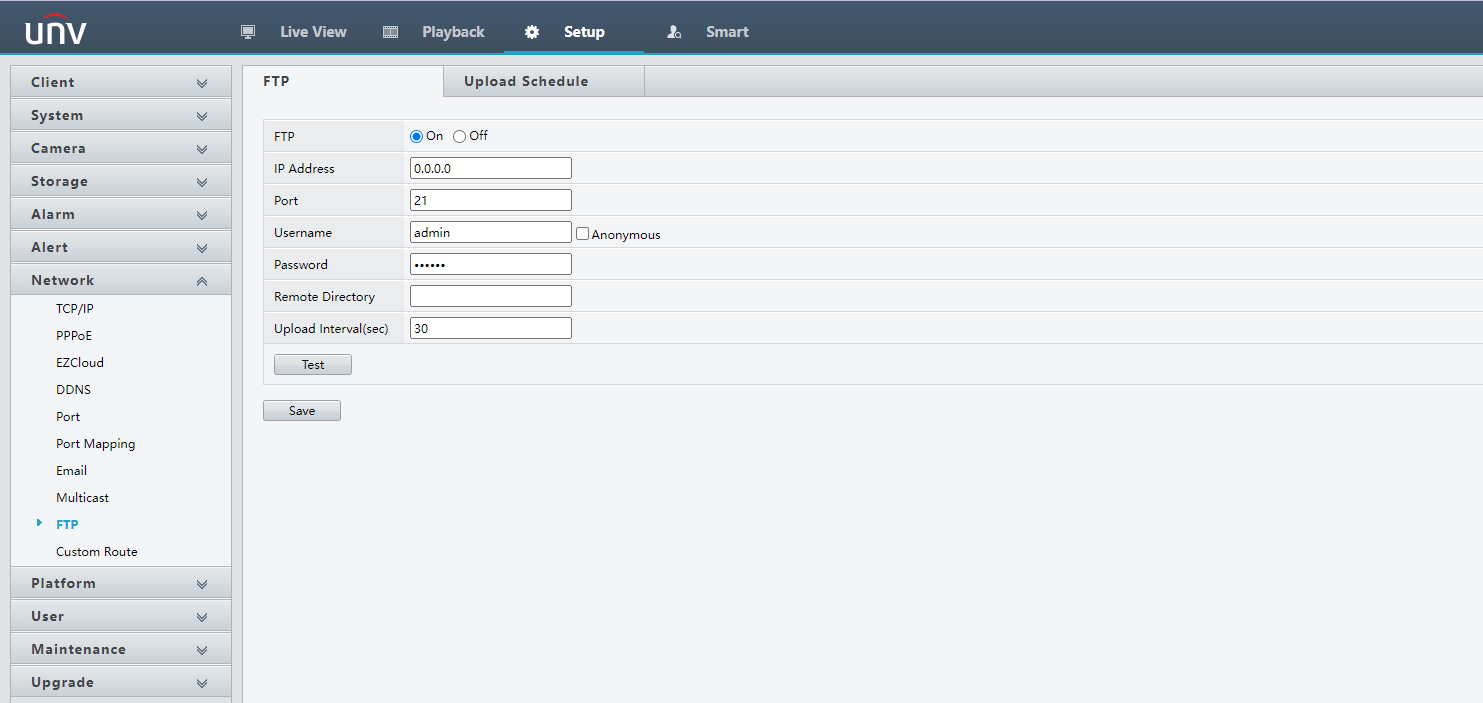 unv
Live View
Playback
Setup
Smart
Client
System
Camera
Storage
Alarm
Alert
Network
TCP/IP
PPPoE
EZCloud
DDNS
Port
Port Mapping
Email
Multicast
FTP
Custom Route
Platform
User
Maintenance
Upgrade
FTP
Upload Schedule
FTP On Off
IP Address 0.0.0.0
Port 21
Username admin Anonymous
Password ••••••
Remote Directory
Upload Interval(sec) 30
Test
Save